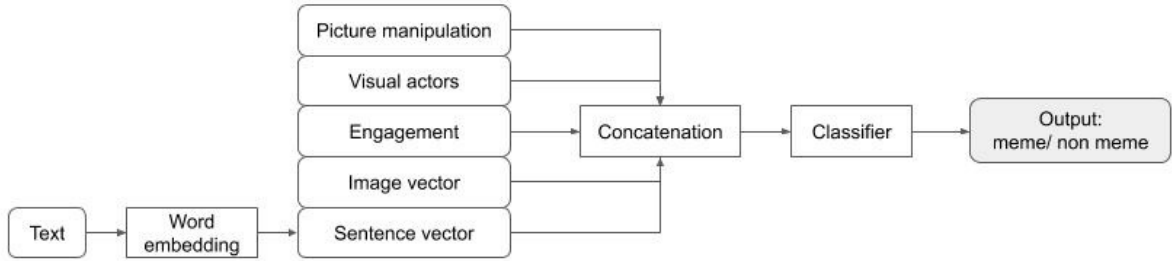 Picture manipulation
Visual actors
Engagement
Image vector
Sentence vector
Text
Word
embedding
Concatenation
Classifier
Output:
meme/ non meme